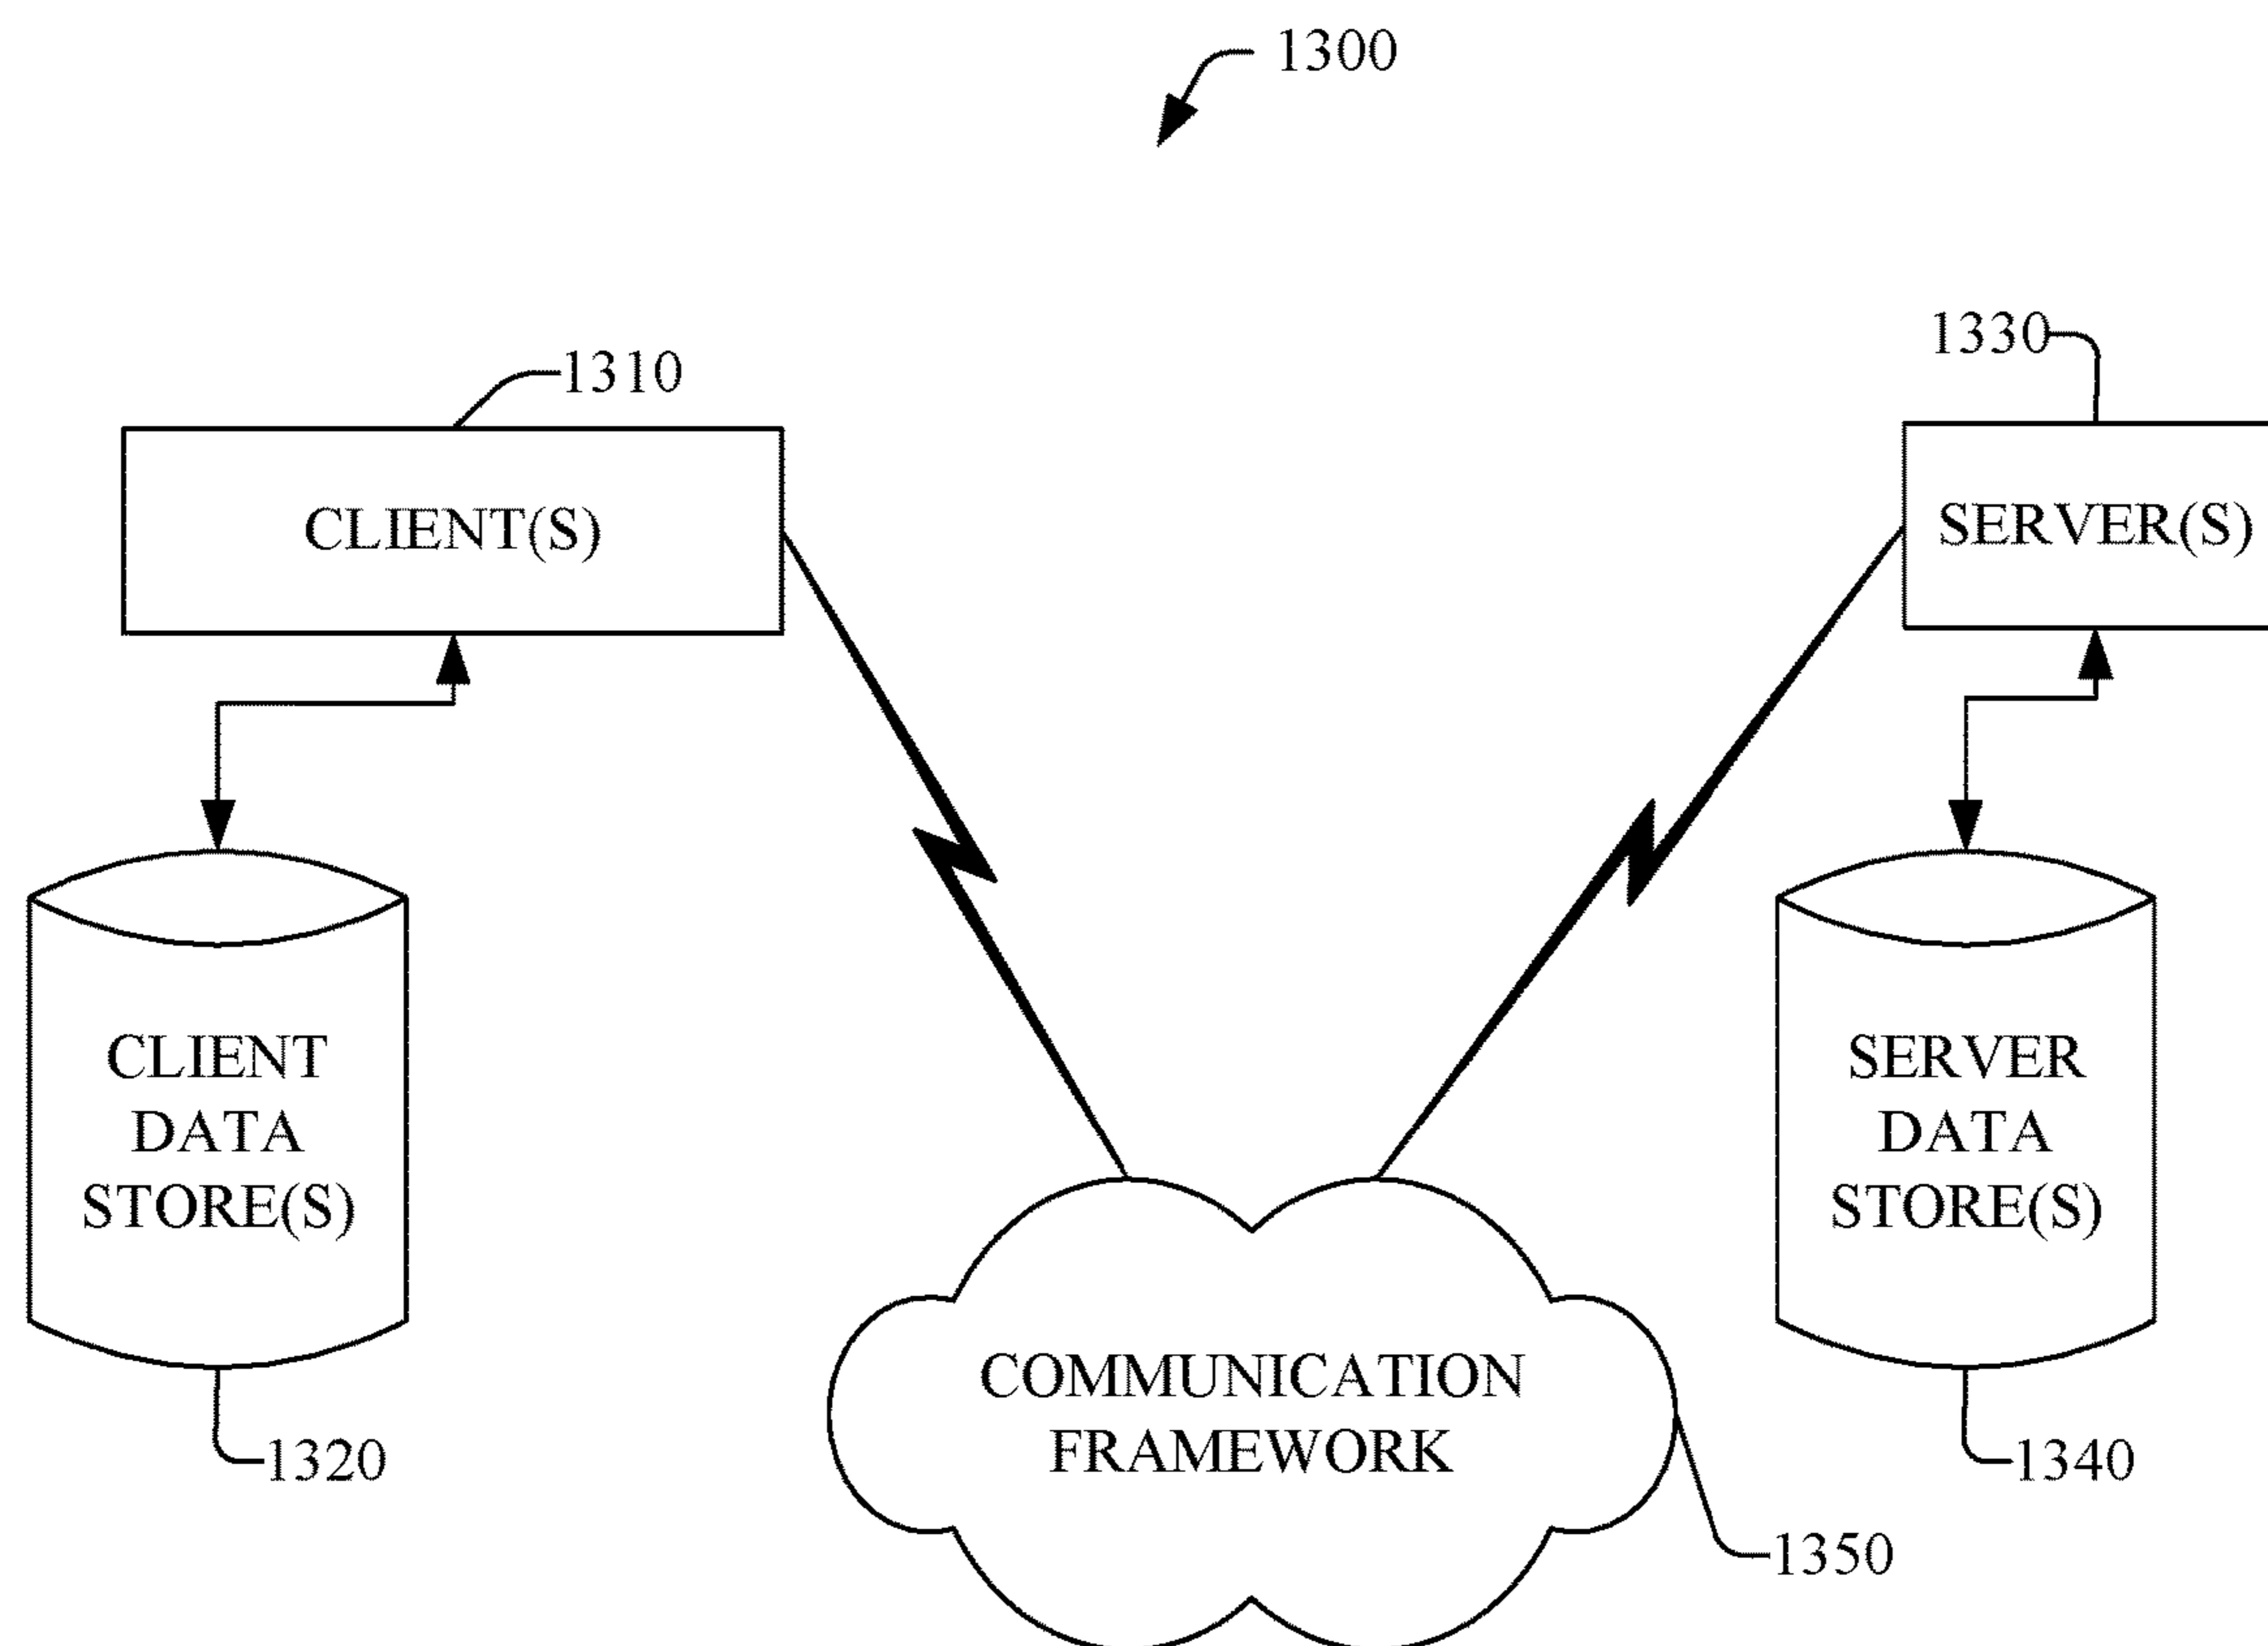 1300
1330
1310
CLIENT(S)
SERVER(S)
CLIENT
DATA
STORE(S)
SERVER
DATA
STORE(S)
COMMUNICATION
FRAMEWORK
1320
1340
1350